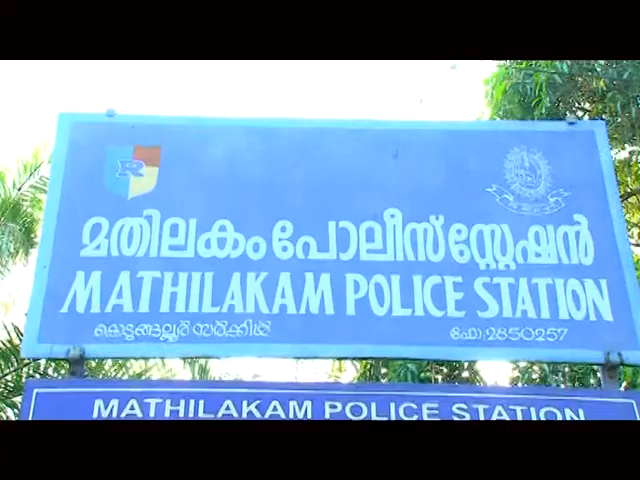 R
മതിലകം പോലീസ് സ്റ്റേഷൻ
MATHILAKAM POLICE STATION
കൊടുങ്ങല്ലൂർ സർക്കിൾ ഫോ:2850257
MATHILAKAM POLICE STATION